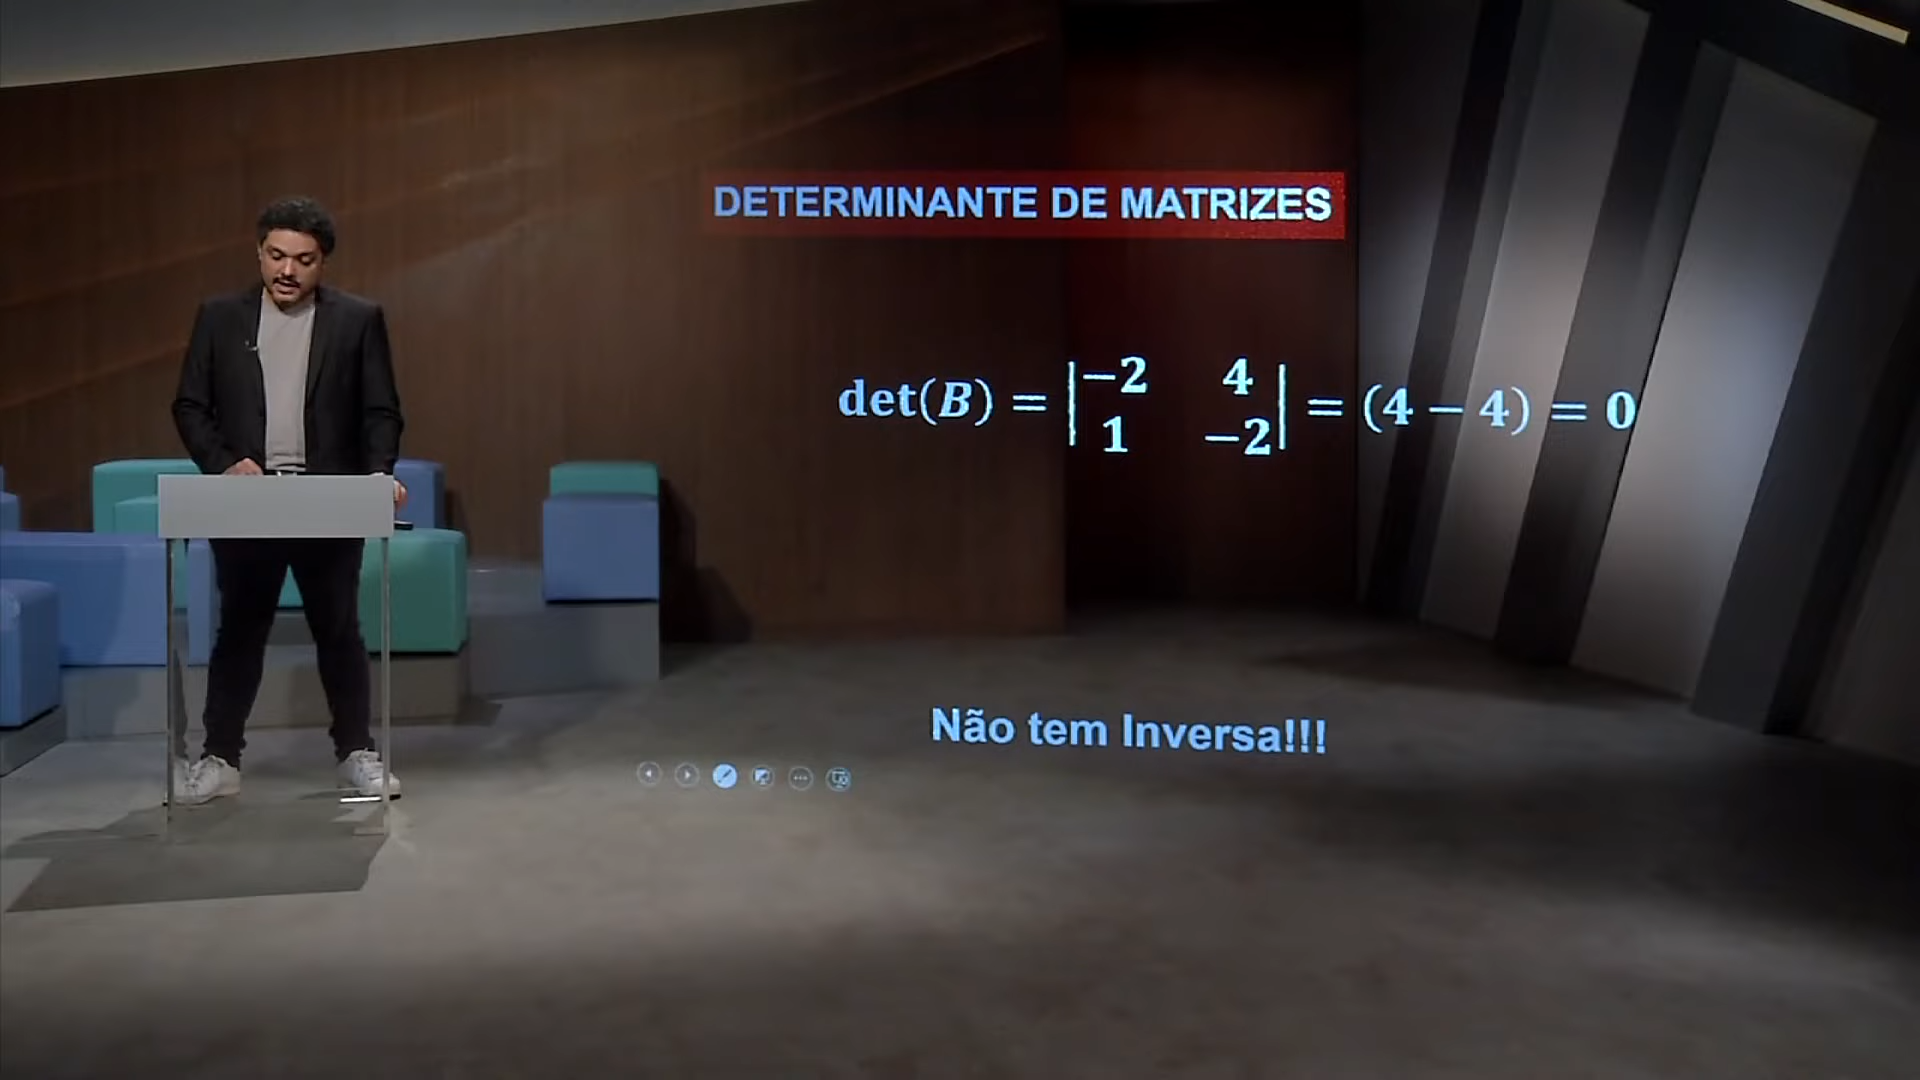 DETERMINANTE DE MATRIZES
det(B) = |-2 4; 1 -2| = (4 - 4) = 0
Não tem Inversa!!!